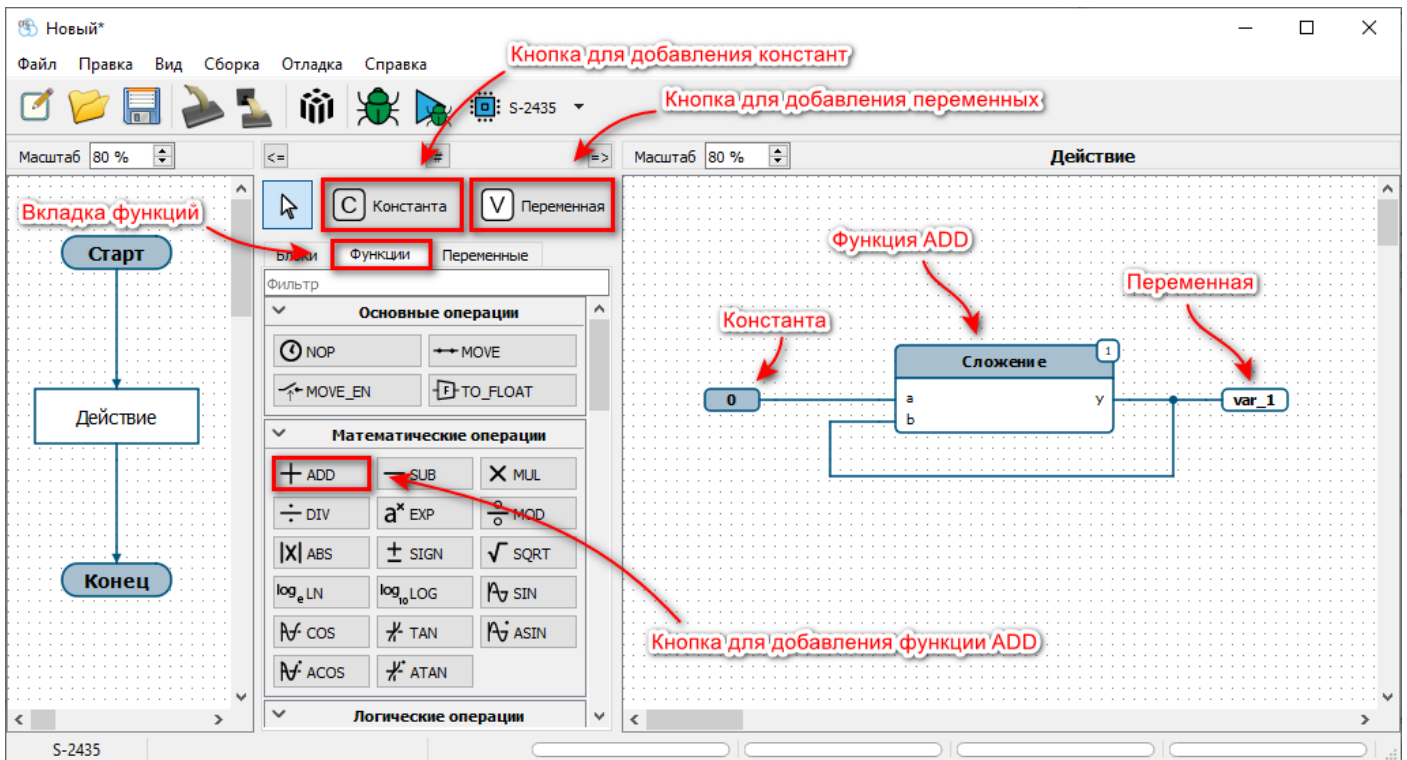 Новый*
Файл Правка Вид Сборка Отладка Справка
Кнопка для добавления констант
S-2435
Кнопка для добавления переменных
Масштаб 80 %
<= # =>
Масштаб 80 %
Действие
Вкладка функций
Старт
Действие
Конец
C Константа
V Переменная
Блоки Функции Переменные
Фильтр
Основные операции
NOP MOVE
MOVE_EN F TO_FLOAT
Математические операции
ADD SUB MUL
DIV aˣ EXP MOD
|X| ABS ± SIGN √ SQRT
logₑ LN log₁₀ LOG SIN
COS TAN ASIN
ACOS ATAN
Логические операции
Функция ADD
Переменная
Константа
Сложение 1
0 a y var_1
b
Кнопка для добавления функции ADD
S-2435